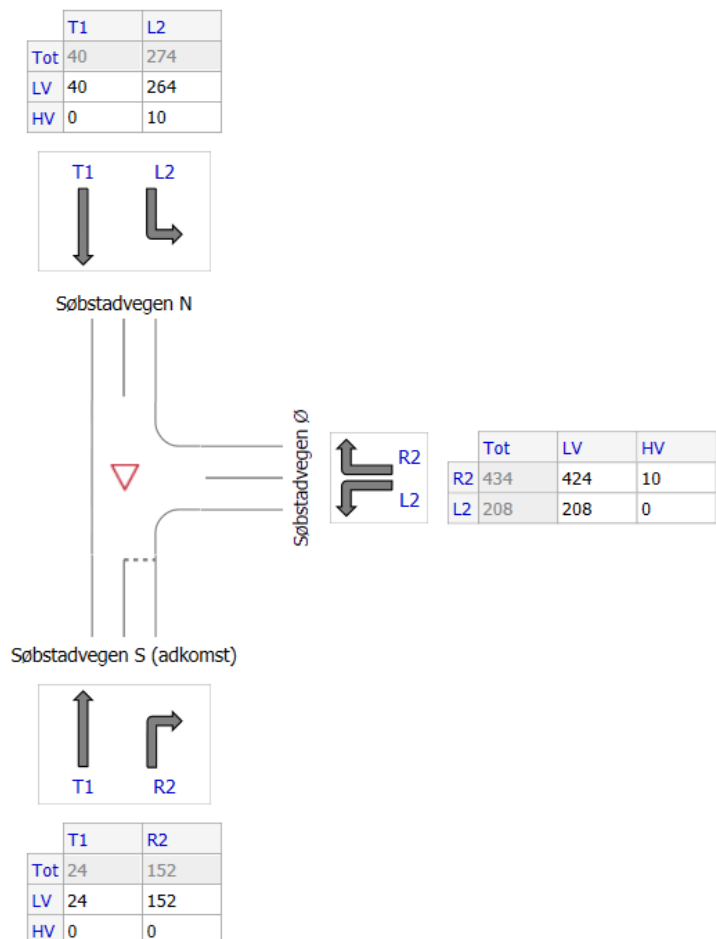 T1 L2
Tot 40 274
LV 40 264
HV 0 10
T1 L2
Søbstadvegen N
Søbstadvegen Ø
R2
L2
Tot LV HV
R2 434 424 10
L2 208 208 0
Søbstadvegen S (adkomst)
T1 R2
T1 R2
Tot 24 152
LV 24 152
HV 0 0